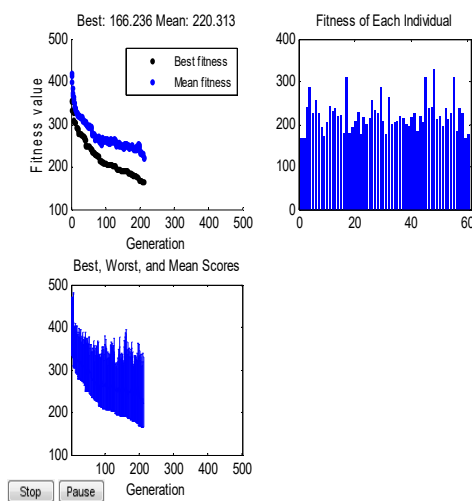 Best: 166.236 Mean: 220.313
500
400
300
200
100
Fitness value
0 100 200 300 400 500
Generation
Best fitness
Mean fitness
Fitness of Each Individual
400
300
200
100
0
0 20 40 60
Best, Worst, and Mean Scores
500
400
300
200
100
0 100 200 300 400 500
Generation
Stop Pause